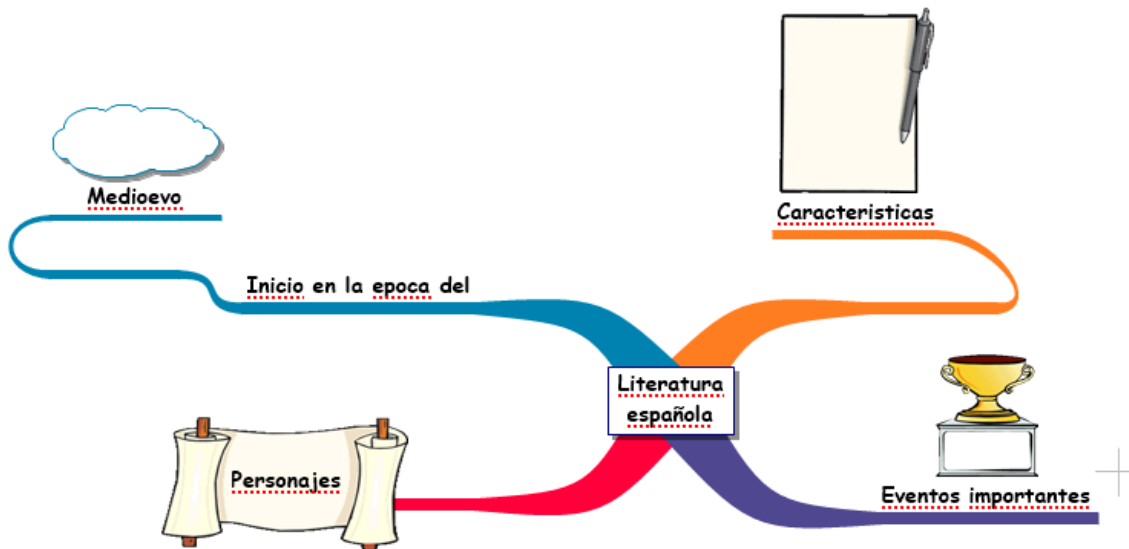 Medioevo
Inicio en la epoca del
Caracteristicas
Literatura
española
Personajes
Eventos importantes